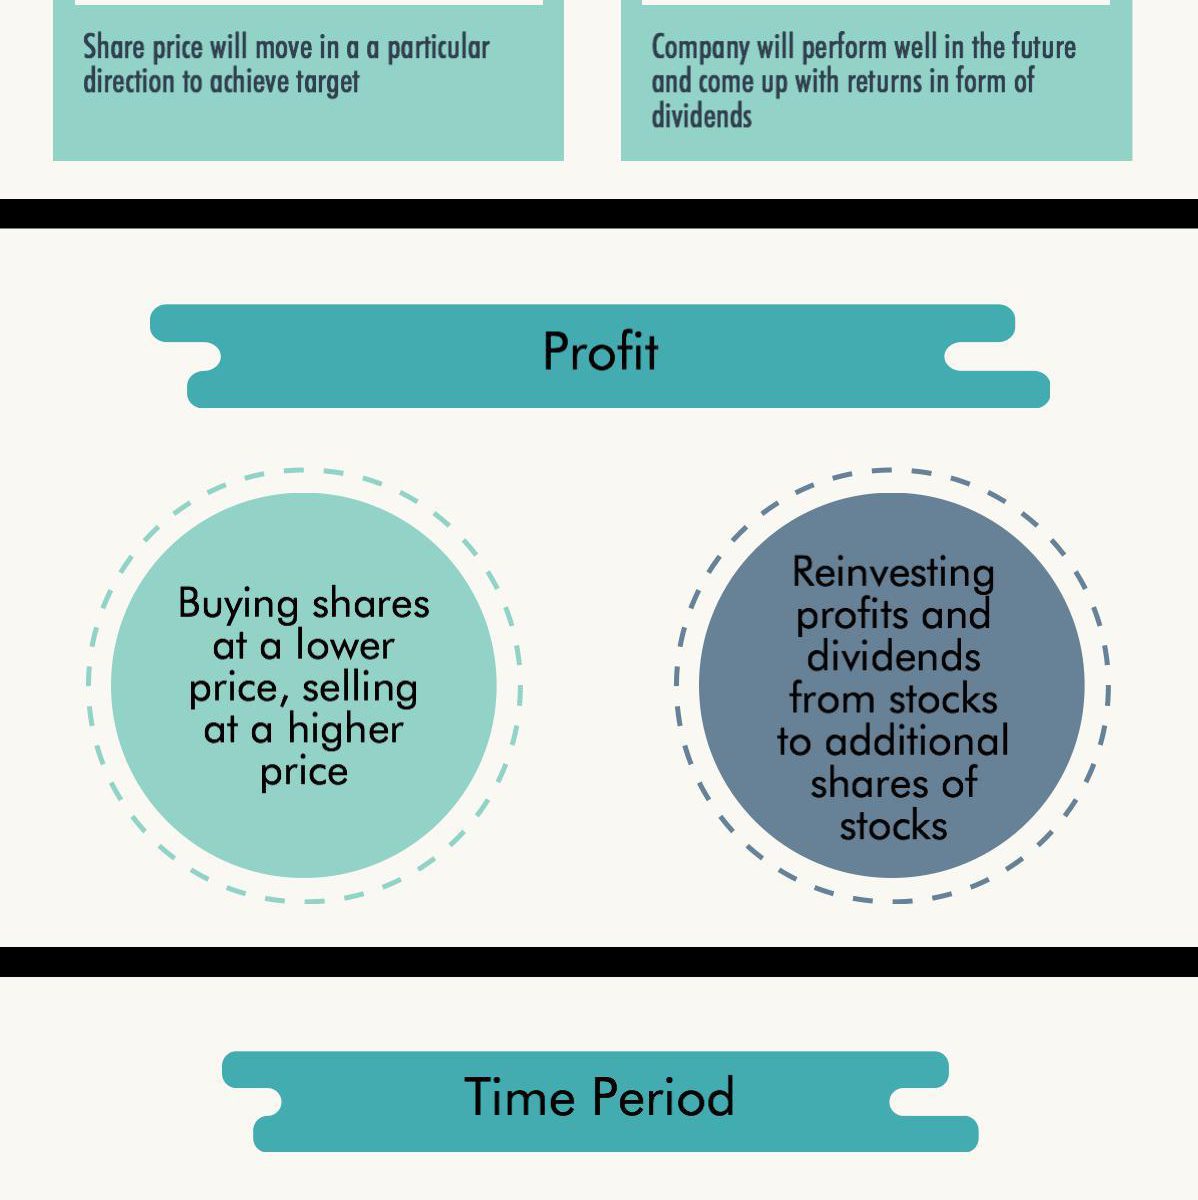 Share price will move in a a particular
direction to achieve target
Company will perform well in the future
and come up with returns in form of
dividends
Profit
Buying shares
at a lower
price, selling
at a higher
price
Reinvesting
profits and
dividends
from stocks
to additional
shares of
stocks
Time Period